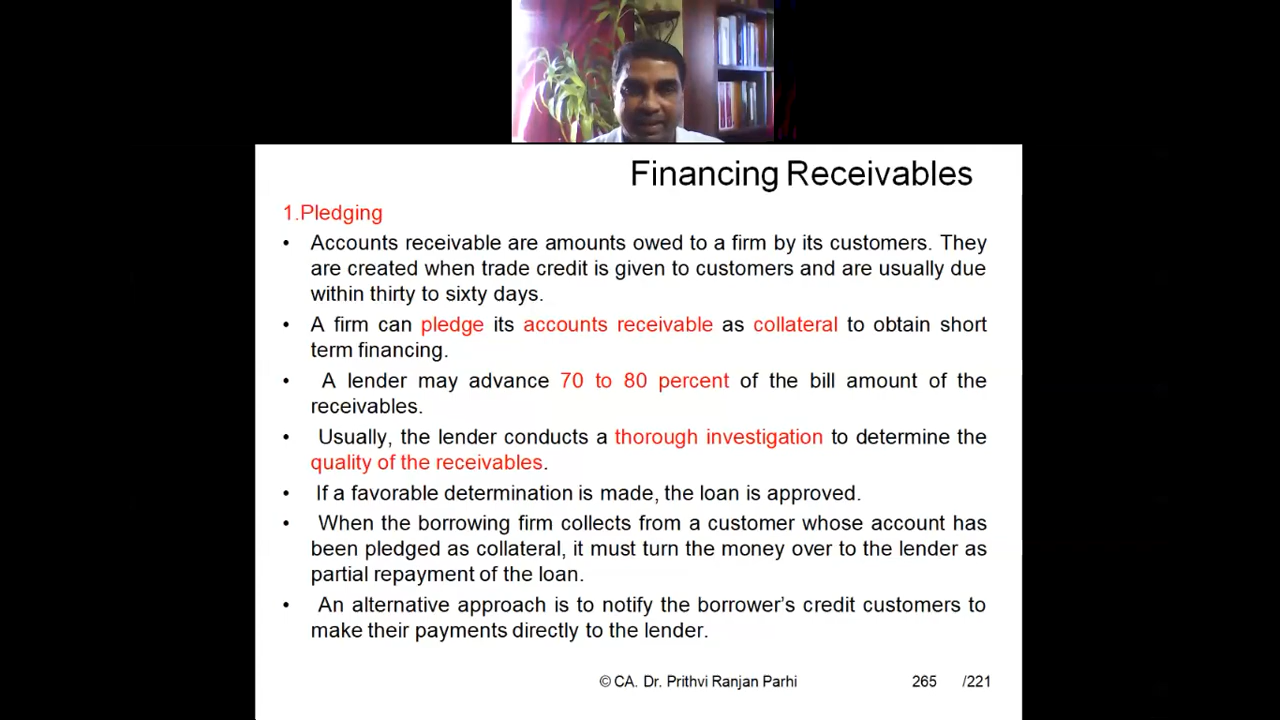 Financing Receivables
1.Pledging
• Accounts receivable are amounts owed to a firm by its customers. They
are created when trade credit is given to customers and are usually due
within thirty to sixty days.
• A firm can pledge its accounts receivable as collateral to obtain short
term financing.
• A lender may advance 70 to 80 percent of the bill amount of the
receivables.
• Usually, the lender conducts a thorough investigation to determine the
quality of the receivables.
• If a favorable determination is made, the loan is approved.
• When the borrowing firm collects from a customer whose account has
been pledged as collateral, it must turn the money over to the lender as
partial repayment of the loan.
• An alternative approach is to notify the borrower’s credit customers to
make their payments directly to the lender.
© CA. Dr. Prithvi Ranjan Parhi 265 /221